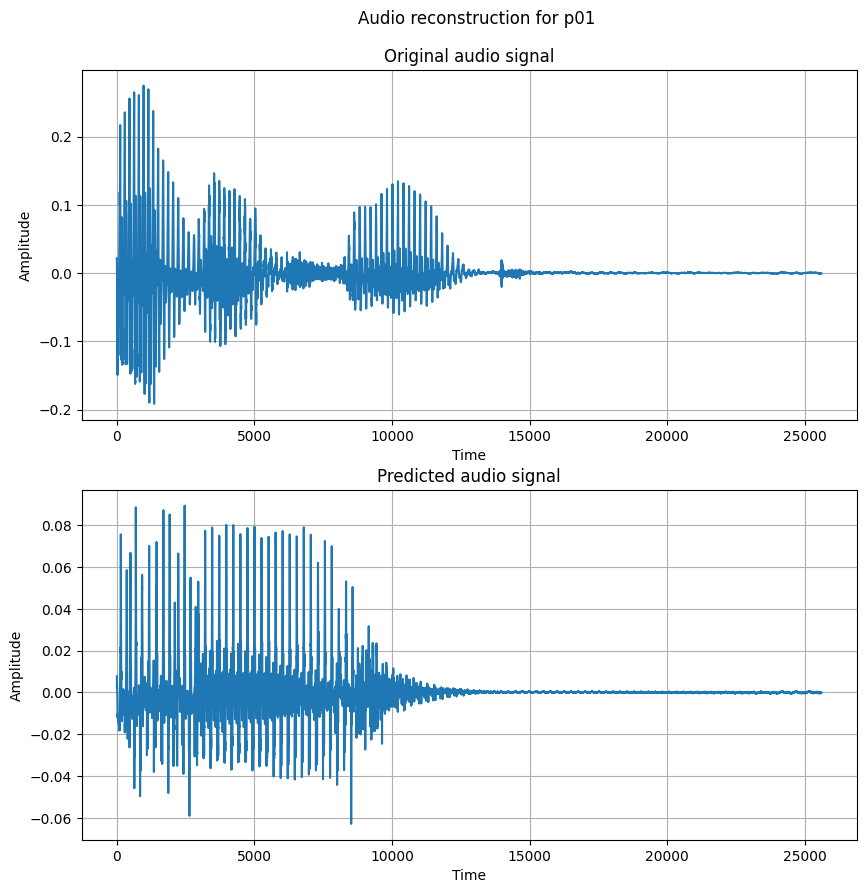 Audio reconstruction for p01
Original audio signal
0.2
0.1
0.0
−0.1
−0.2
Amplitude
0 5000 10000 15000 20000 25000
Time
Predicted audio signal
0.08
0.06
0.04
0.02
0.00
−0.02
−0.04
−0.06
Amplitude
0 5000 10000 15000 20000 25000
Time